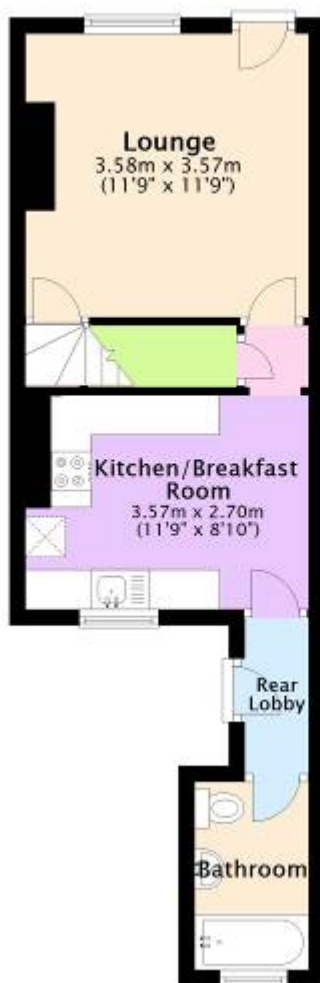 Lounge
3.58m x 3.57m
(11'9" x 11'9")
Kitchen/Breakfast
Room
3.57m x 2.70m
(11'9" x 8'10")
Rear
Lobby
Bathroom